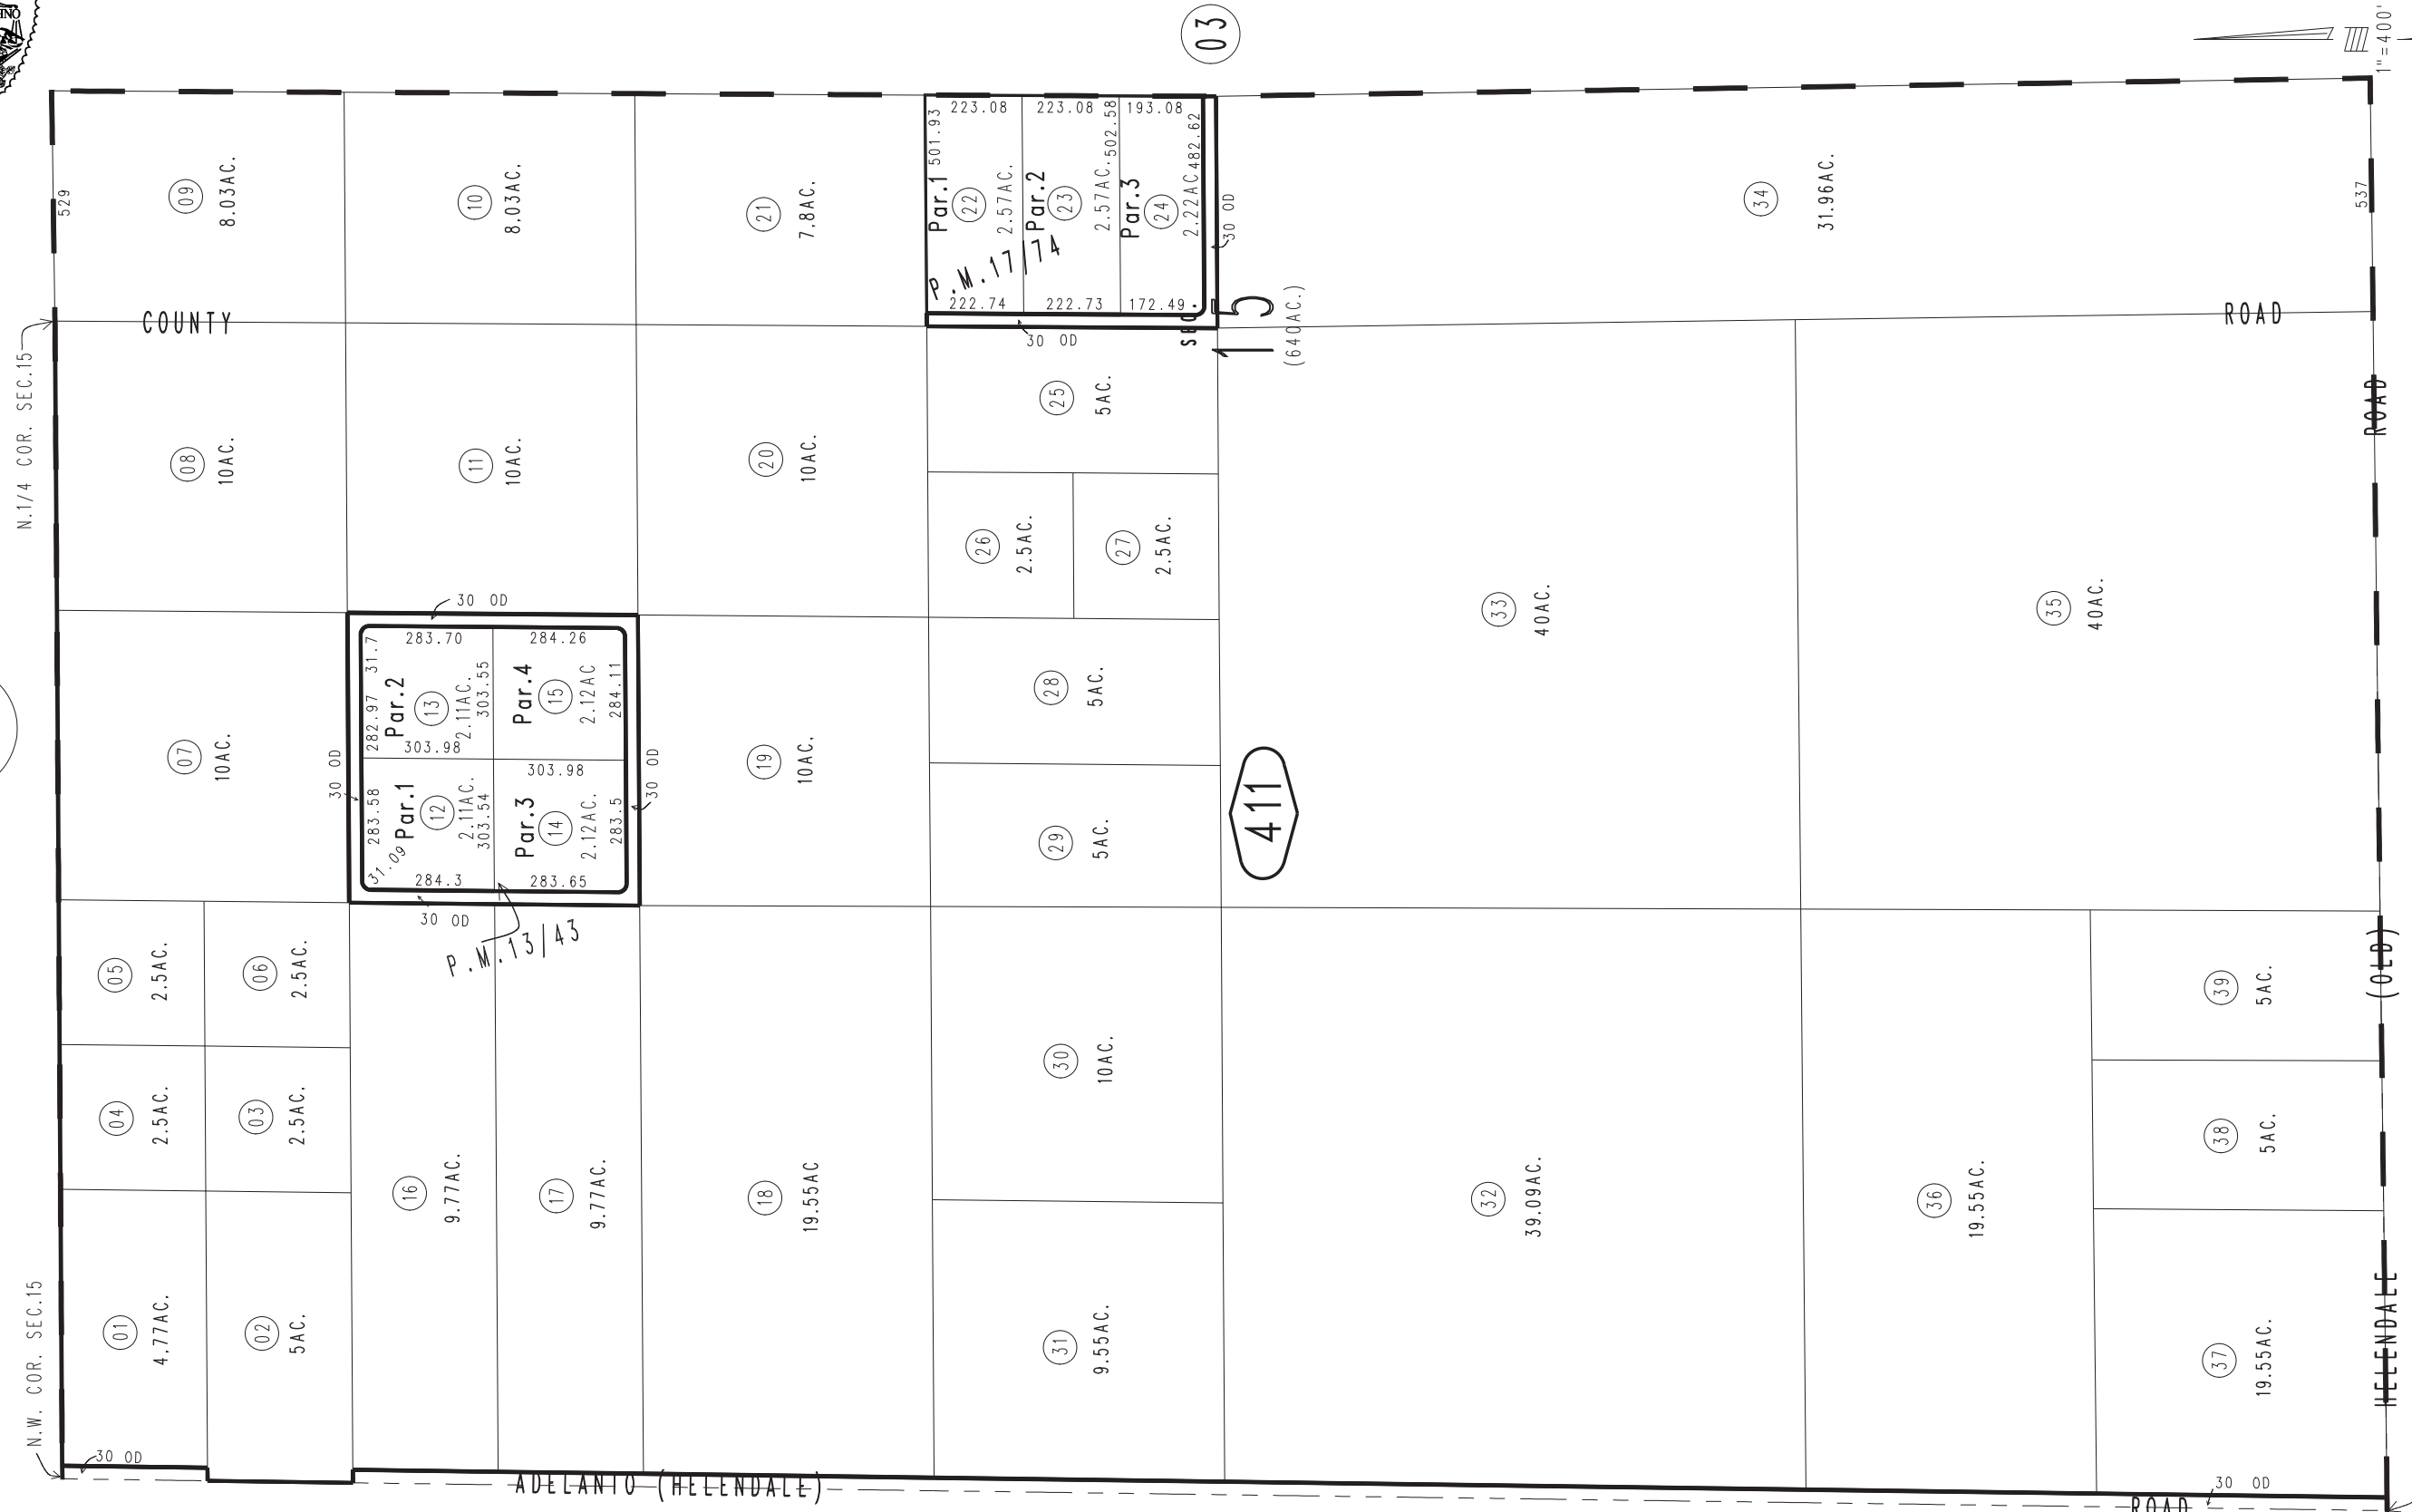 03
1"=400'
529
09
8.03AC.
10
8.03AC.
21
7.8AC.
223.08
223.08
193.08
501.93
502.58
482.62
Par.1
22
2.57AC.
Par.2
23
2.57AC.
Par.3
24
2.22AC
P.M.17/74
222.74
222.73
172.49
30 OD
30 OD
34
31.96AC.
537
N.1/4 COR. SEC.15
COUNTY
ROAD
SEC.
15
(640AC.)
08
10AC.
11
10AC.
20
10AC.
25
5AC.
26
2.5AC.
27
2.5AC.
33
40AC.
35
40AC.
ROAD
30 OD
07
10AC.
30 OD
31.7
283.70
284.26
282.97
Par.2
13
2.11AC.
303.55
303.98
Par.4
15
2.12AC
284.11
283.58
Par.1
12
2.11AC.
303.54
303.98
Par.3
14
2.12AC.
283.5
31.09
284.3
283.65
30 OD
30 OD
P.M.13/43
19
10AC.
28
5AC.
29
5AC.
411
05
2.5AC.
06
2.5AC.
04
2.5AC.
03
2.5AC.
16
9.77AC.
17
9.77AC.
18
19.55AC
30
10AC.
31
9.55AC.
32
39.09AC.
36
19.55AC.
39
5AC.
38
5AC.
37
19.55AC.
(OLD)
HELENDALE
N.W. COR. SEC.15
01
4.77AC.
02
5AC.
30 OD
ADELANTO (HELENDALE)
30 OD
ROAD